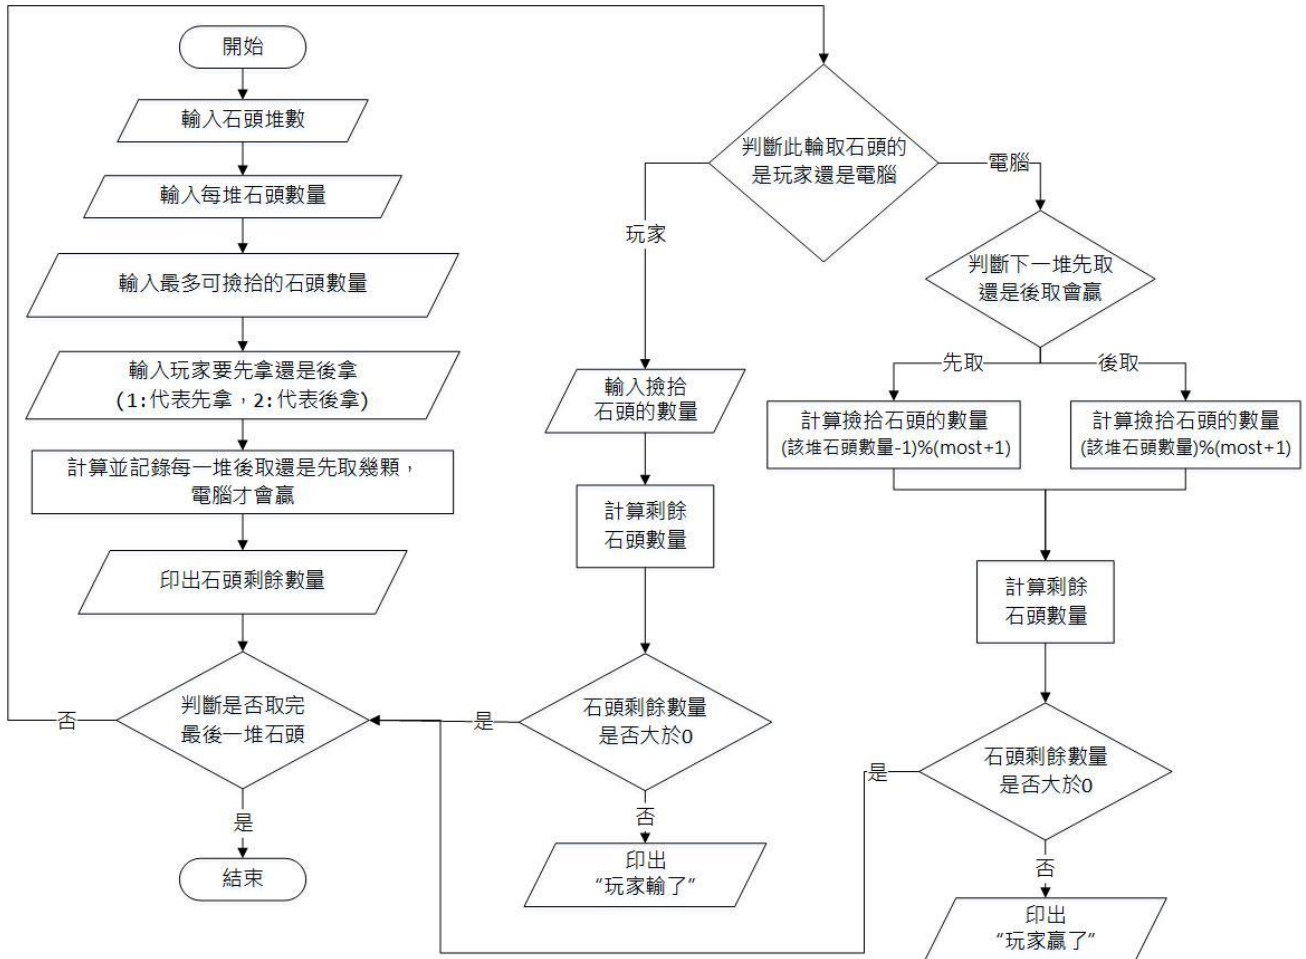 開始
輸入石頭堆數
輸入每堆石頭數量
輸入最多可撿拾的石頭數量
輸入玩家要先拿還是後拿
(1:代表先拿，2:代表後拿)
計算並記錄每一堆後取還是先取幾顆，
電腦才會贏
印出石頭剩餘數量
判斷是否取完
最後一堆石頭
否
是
結束
判斷此輪取石頭的
是玩家還是電腦
玩家
電腦
輸入撿拾
石頭的數量
計算剩餘
石頭數量
石頭剩餘數量
是否大於0
是
否
印出
“玩家輸了”
判斷下一堆先取
還是後取會贏
先取
後取
計算撿拾石頭的數量
(該堆石頭數量-1)%(most+1)
計算撿拾石頭的數量
(該堆石頭數量)%(most+1)
計算剩餘
石頭數量
石頭剩餘數量
是否大於0
是
否
印出
“玩家贏了”